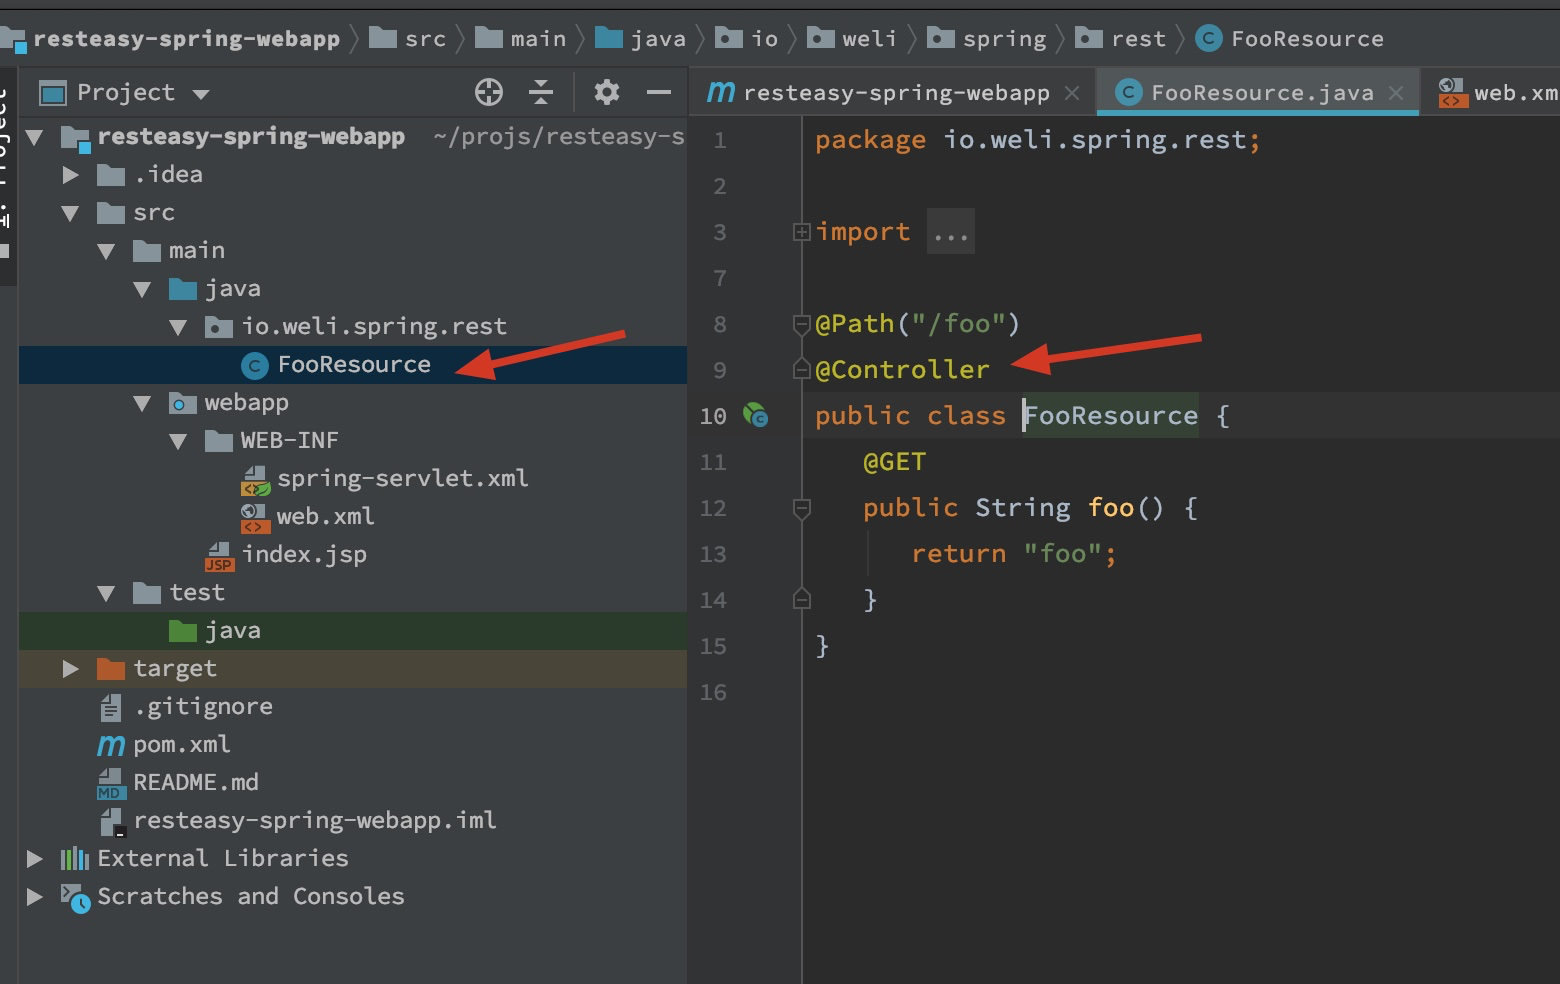 resteasy-spring-webapp src main java io weli spring rest FooResource
Project
resteasy-spring-webapp ~/projs/resteasy-s
.idea
src
main
java
io.weli.spring.rest
FooResource
webapp
WEB-INF
spring-servlet.xml
web.xml
index.jsp
test
java
target
.gitignore
pom.xml
README.md
resteasy-spring-webapp.iml
External Libraries
Scratches and Consoles
resteasy-spring-webapp FooResource.java web.xm
1 package io.weli.spring.rest;
2
3 import ...
7
8 @Path("/foo")
9 @Controller
10 public class FooResource {
11 @GET
12 public String foo() {
13 return "foo";
14 }
15 }
16